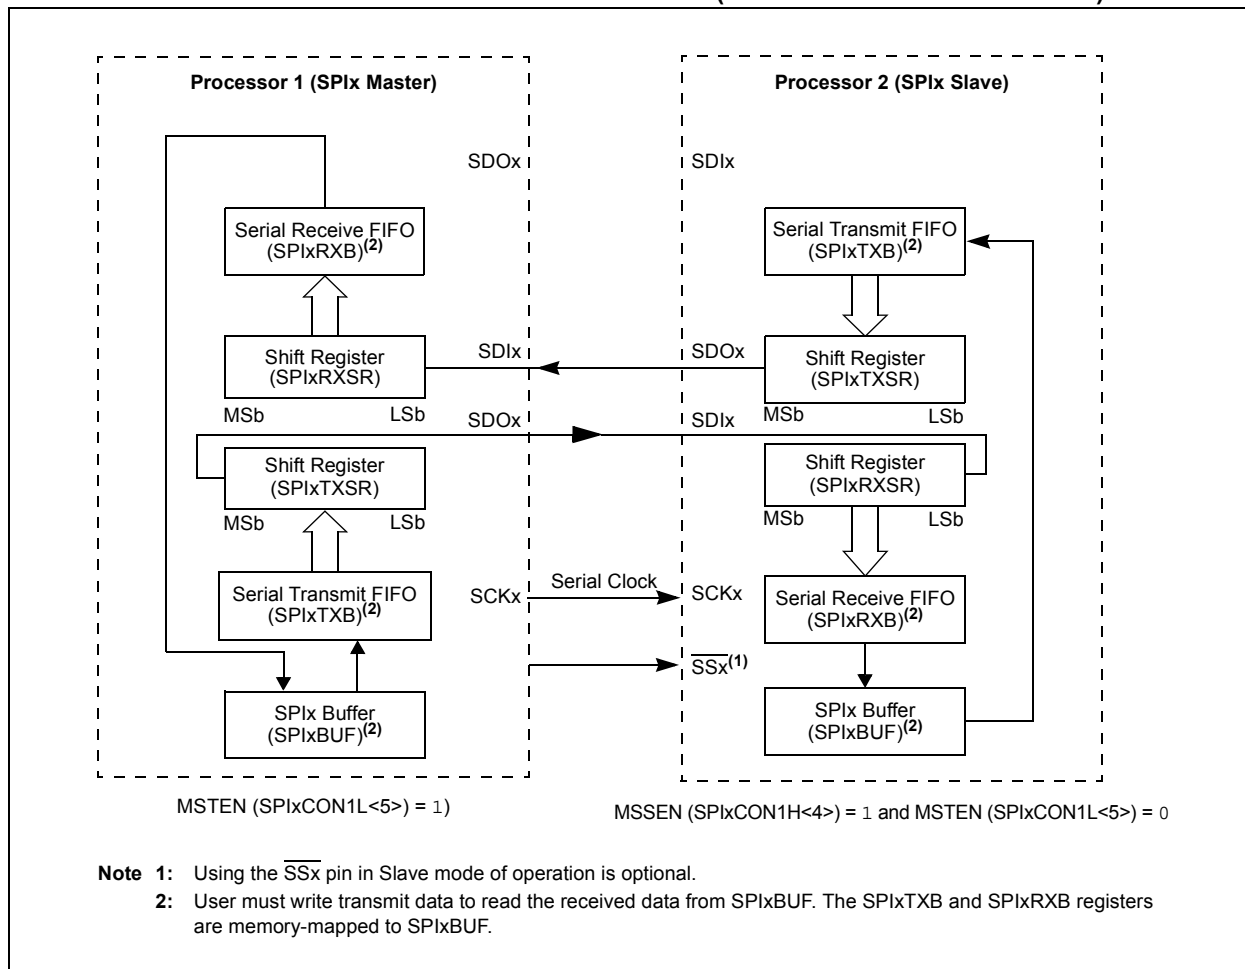 Processor 1 (SPIx Master)
SDOx
Serial Receive FIFO
(SPIxRXB)(2)
Shift Register
(SPIxRXSR)
SDIx
MSb
LSb
SDOx
Shift Register
(SPIxTXSR)
MSb
LSb
Serial Transmit FIFO
(SPIxTXB)(2)
SCKx
Serial Clock
SPIx Buffer
(SPIxBUF)(2)
MSTEN (SPIxCON1L<5>) = 1)
Processor 2 (SPIx Slave)
SDIx
Serial Transmit FIFO
(SPIxTXB)(2)
SDOx
Shift Register
(SPIxTXSR)
MSb
LSb
SDIx
Shift Register
(SPIxRXSR)
MSb
LSb
SCKx
Serial Receive FIFO
(SPIxRXB)(2)
SSx(1)
SPIx Buffer
(SPIxBUF)(2)
MSSEN (SPIxCON1H<4>) = 1 and MSTEN (SPIxCON1L<5>) = 0
Note 1: Using the SSx pin in Slave mode of operation is optional.
2: User must write transmit data to read the received data from SPIxBUF. The SPIxTXB and SPIxRXB registers
are memory-mapped to SPIxBUF.